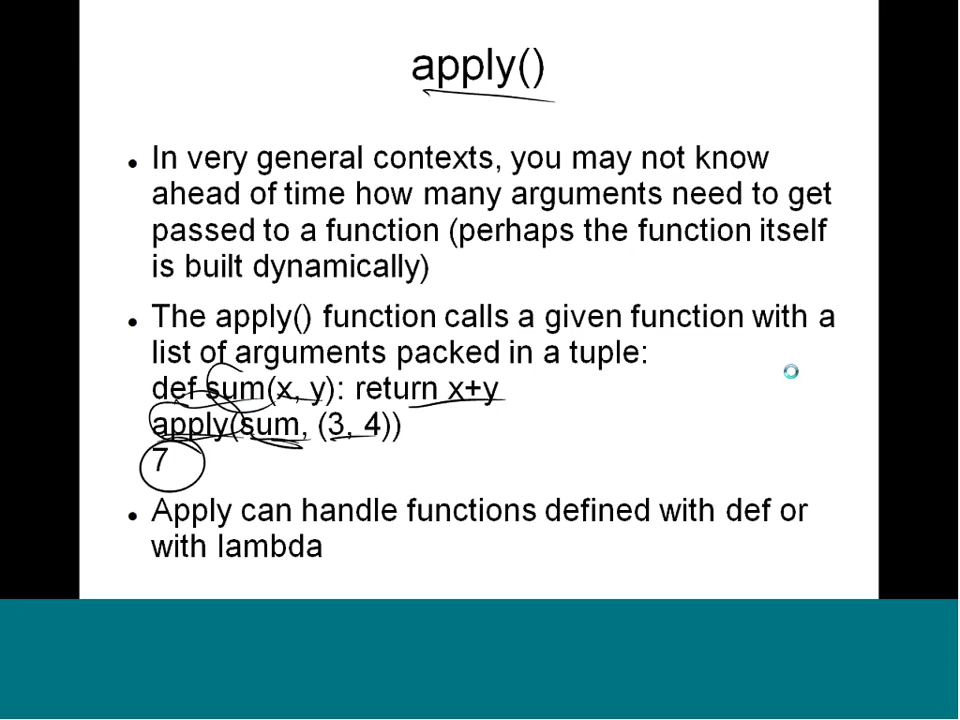 apply()
In very general contexts, you may not know
ahead of time how many arguments need to get
passed to a function (perhaps the function itself
is built dynamically)
The apply() function calls a given function with a
list of arguments packed in a tuple:
def sum(x, y): return x+y
apply(sum, (3, 4))
7
Apply can handle functions defined with def or
with lambda